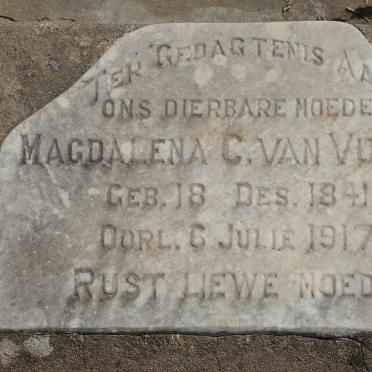 TER GEDAGTENIS AA
ONS DIERBARE MOEDE
MAGDALENA C. VAN VU
GEB. 18 DES. 1841
OORL. 6 JULIE 1917
RUST LIEWE MOED